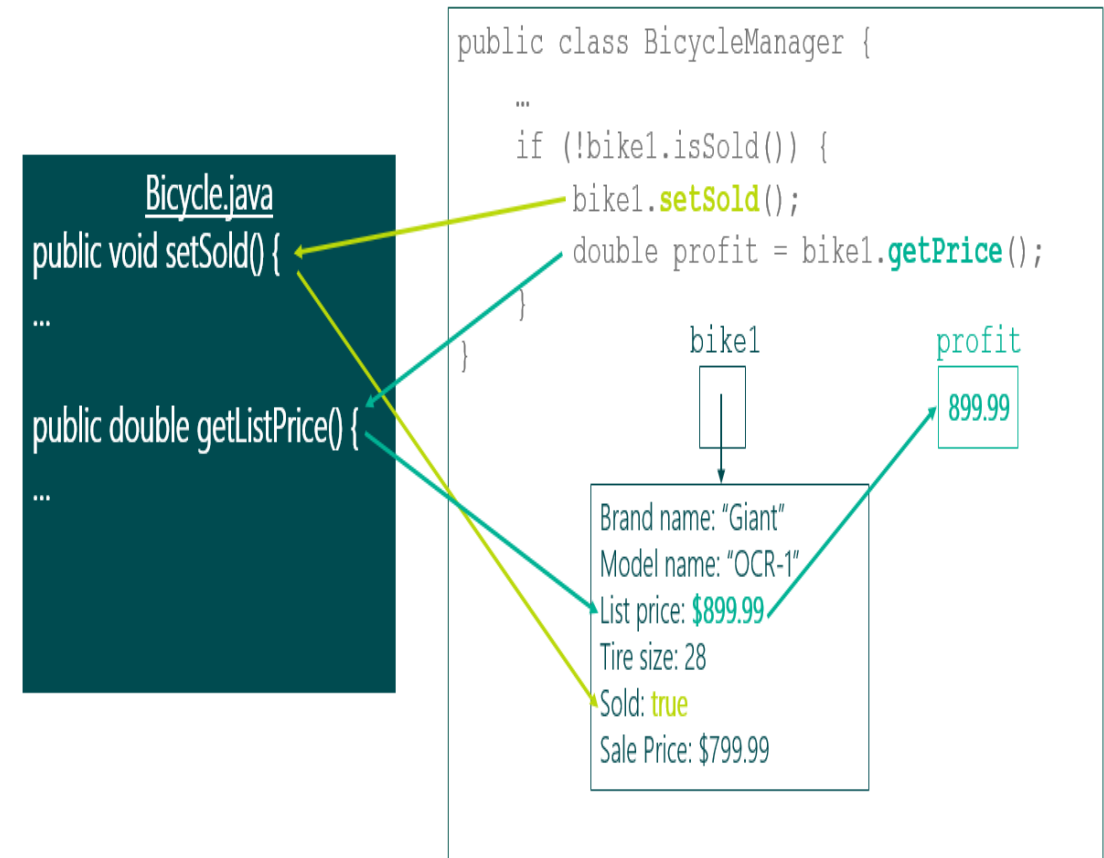 Bicycle.java
public void setSold() {
...
public double getListPrice() {
...
public class BicycleManager {
...
if (!bike1.isSold()) {
bike1.setSold();
double profit = bike1.getPrice();
}
}
bike1
profit
899.99
Brand name: “Giant”
Model name: “OCR-1”
List price: $899.99
Tire size: 28
Sold: true
Sale Price: $799.99